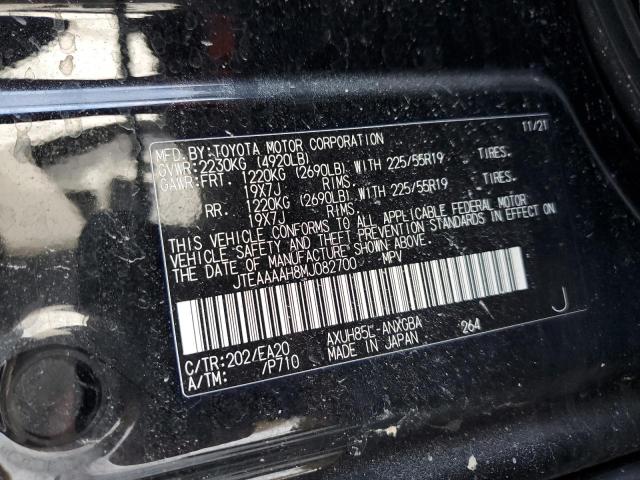 MFD.BY:TOYOTA MOTOR CORPORATION 11/21
GVWR:2230KG (4920LB)
GAWR:FRT. 1220KG (2690LB) WITH 225/55R19 TIRES.
19X7J RIMS.
RR. 1220KG (2690LB) WITH 225/55R19 TIRES.
19X7J RIMS.
THIS VEHICLE CONFORMS TO ALL APPLICABLE FEDERAL MOTOR
VEHICLE SAFETY AND THEFT PREVENTION STANDARDS IN EFFECT ON
THE DATE OF MANUFACTURE SHOWN ABOVE.
JTEAAAAH8MJ082700 MPV
J
C/TR:202/EA20 AXUH85L-ANXGBA 264
A/TM: /P710 MADE IN JAPAN